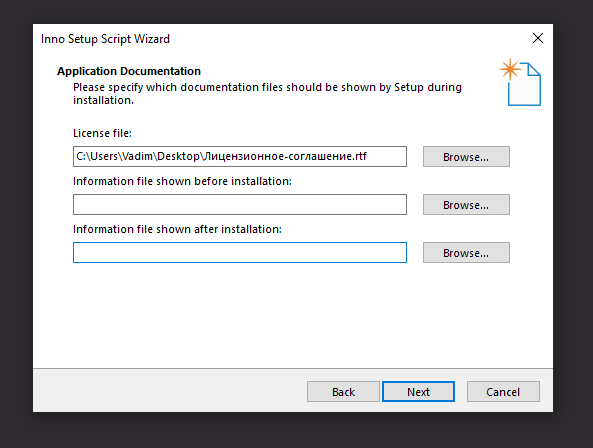 Inno Setup Script Wizard
Application Documentation
Please specify which documentation files should be shown by Setup during
installation.
License file:
C:\Users\Vadim\Desktop\Лицензионное-соглашение.rtf
Browse...
Information file shown before installation:
Browse...
Information file shown after installation:
Browse...
Back
Next
Cancel